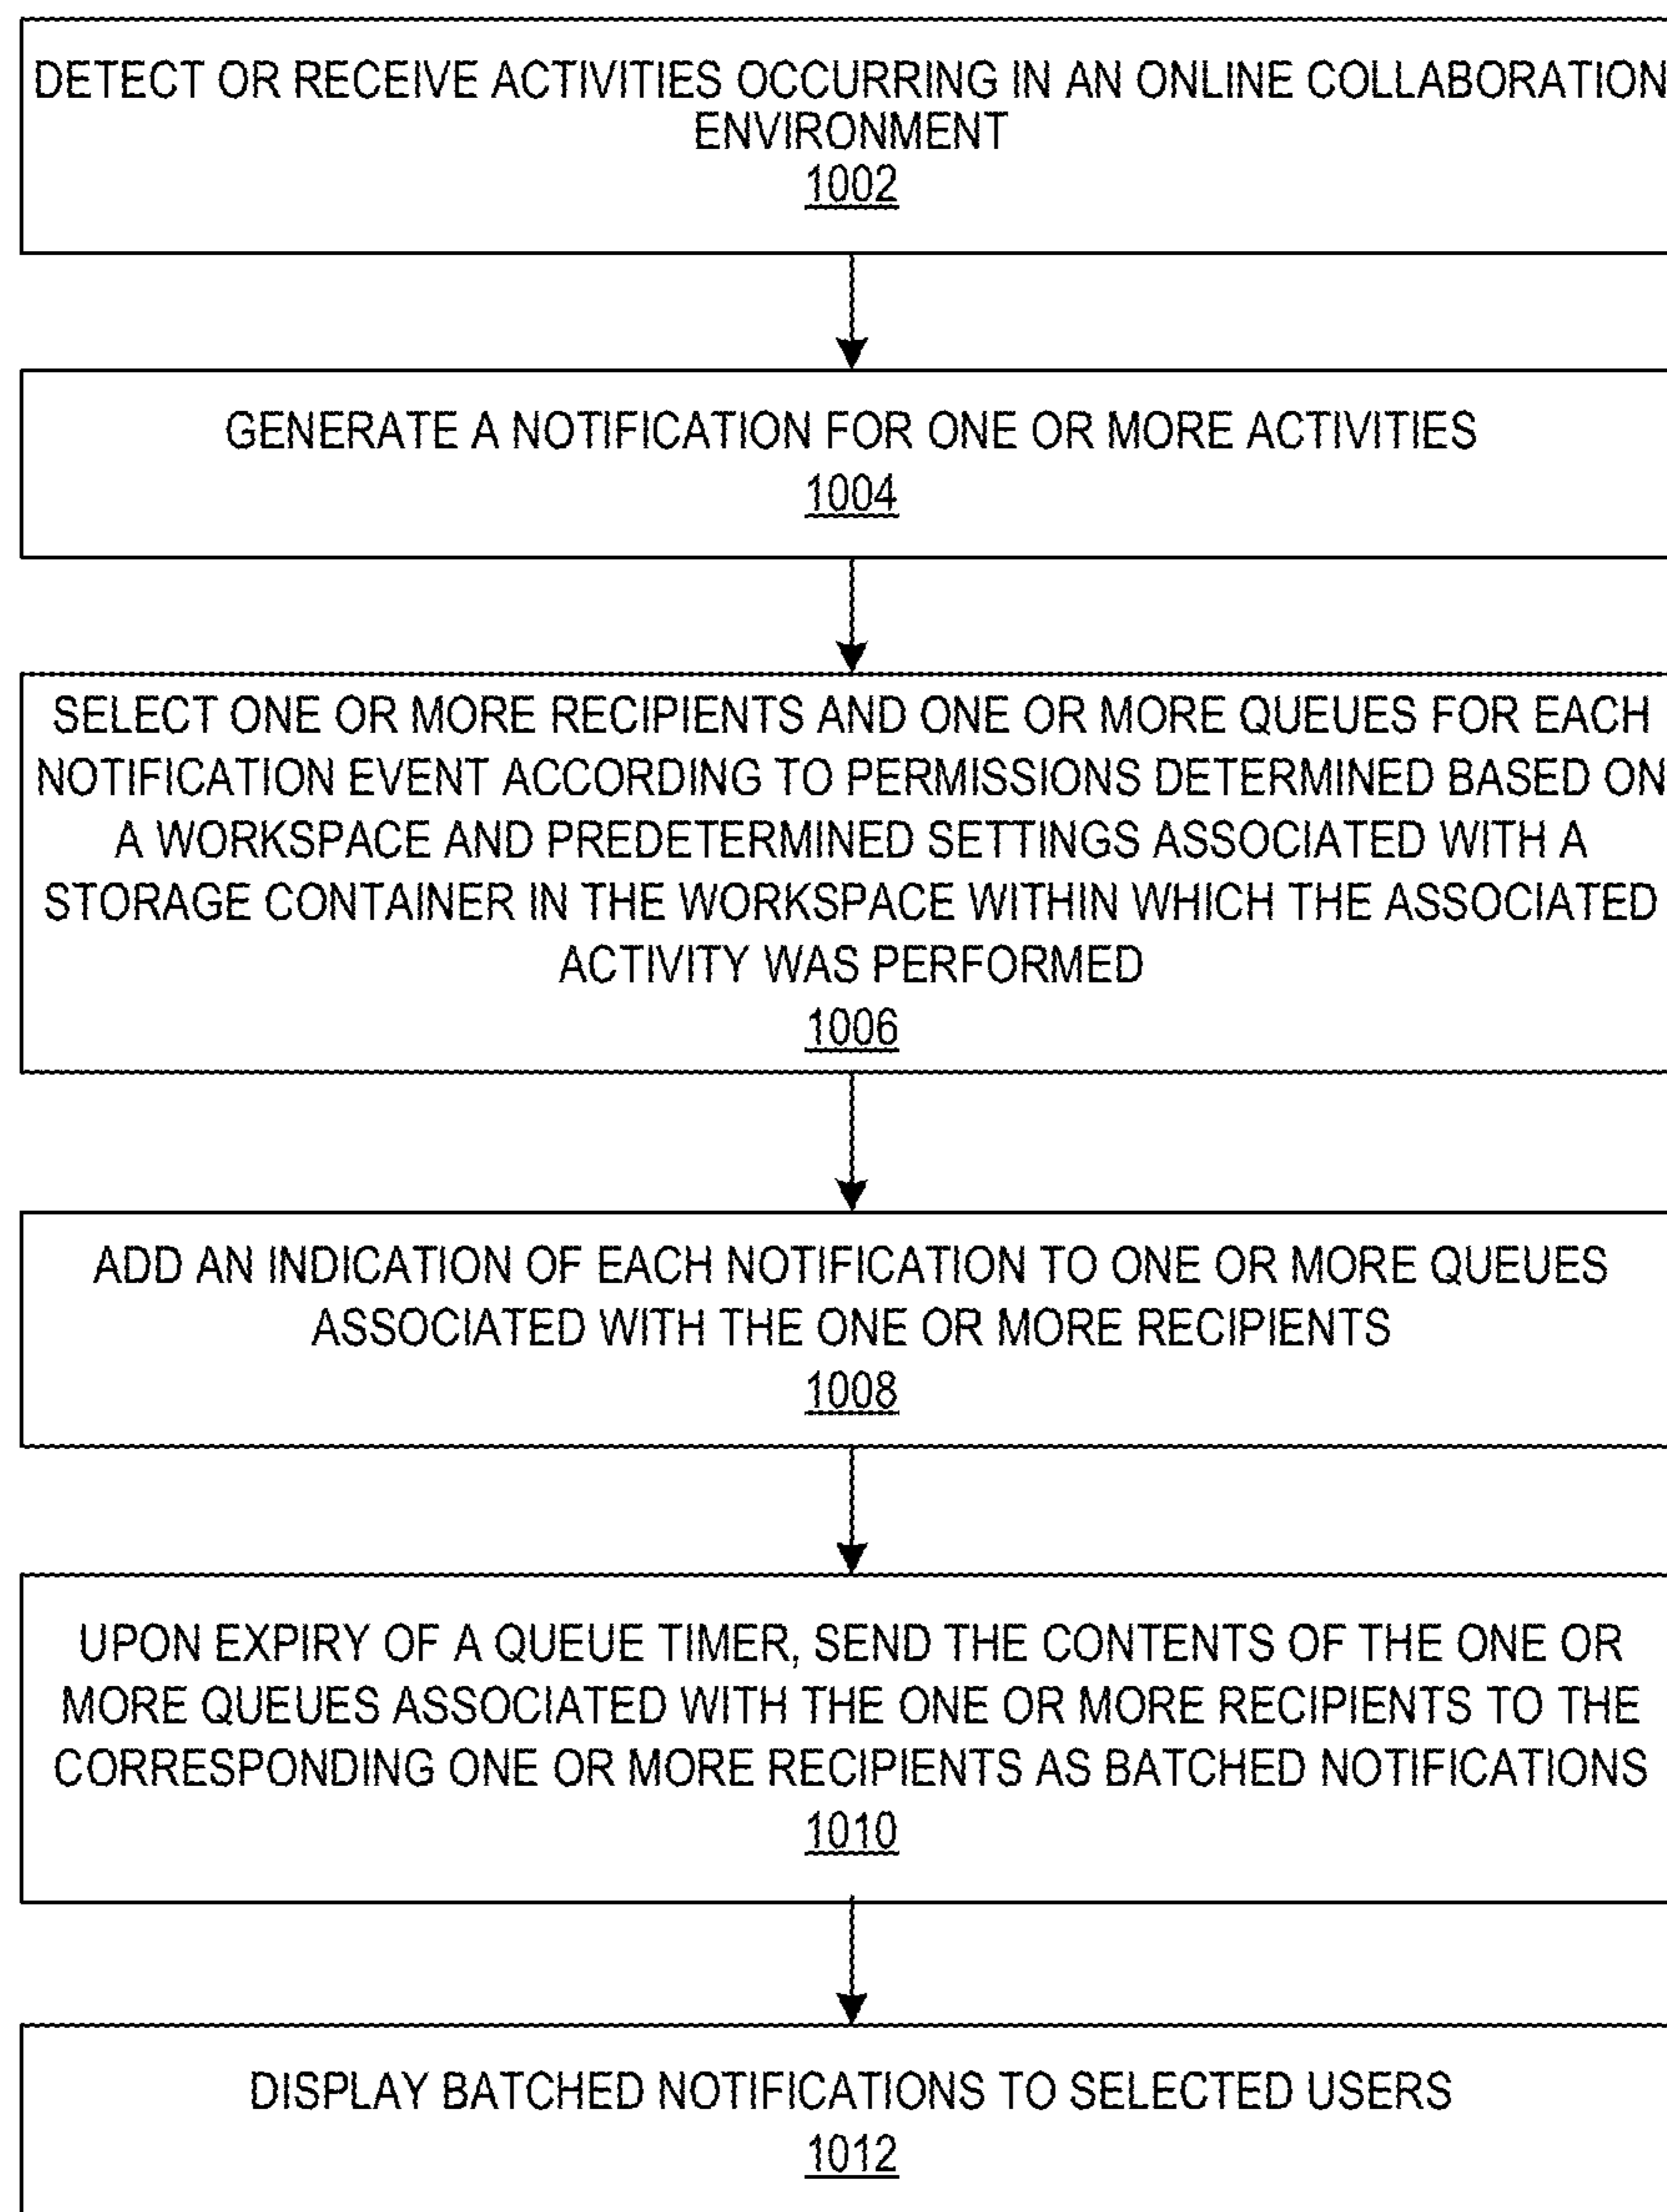 DETECT OR RECEIVE ACTIVITIES OCCURRING IN AN ONLINE COLLABORATION
ENVIRONMENT
1002
GENERATE A NOTIFICATION FOR ONE OR MORE ACTIVITIES
1004
SELECT ONE OR MORE RECIPIENTS AND ONE OR MORE QUEUES FOR EACH
NOTIFICATION EVENT ACCORDING TO PERMISSIONS DETERMINED BASED ON
A WORKSPACE AND PREDETERMINED SETTINGS ASSOCIATED WITH A
STORAGE CONTAINER IN THE WORKSPACE WITHIN WHICH THE ASSOCIATED
ACTIVITY WAS PERFORMED
1006
ADD AN INDICATION OF EACH NOTIFICATION TO ONE OR MORE QUEUES
ASSOCIATED WITH THE ONE OR MORE RECIPIENTS
1008
UPON EXPIRY OF A QUEUE TIMER, SEND THE CONTENTS OF THE ONE OR
MORE QUEUES ASSOCIATED WITH THE ONE OR MORE RECIPIENTS TO THE
CORRESPONDING ONE OR MORE RECIPIENTS AS BATCHED NOTIFICATIONS
1010
DISPLAY BATCHED NOTIFICATIONS TO SELECTED USERS
1012